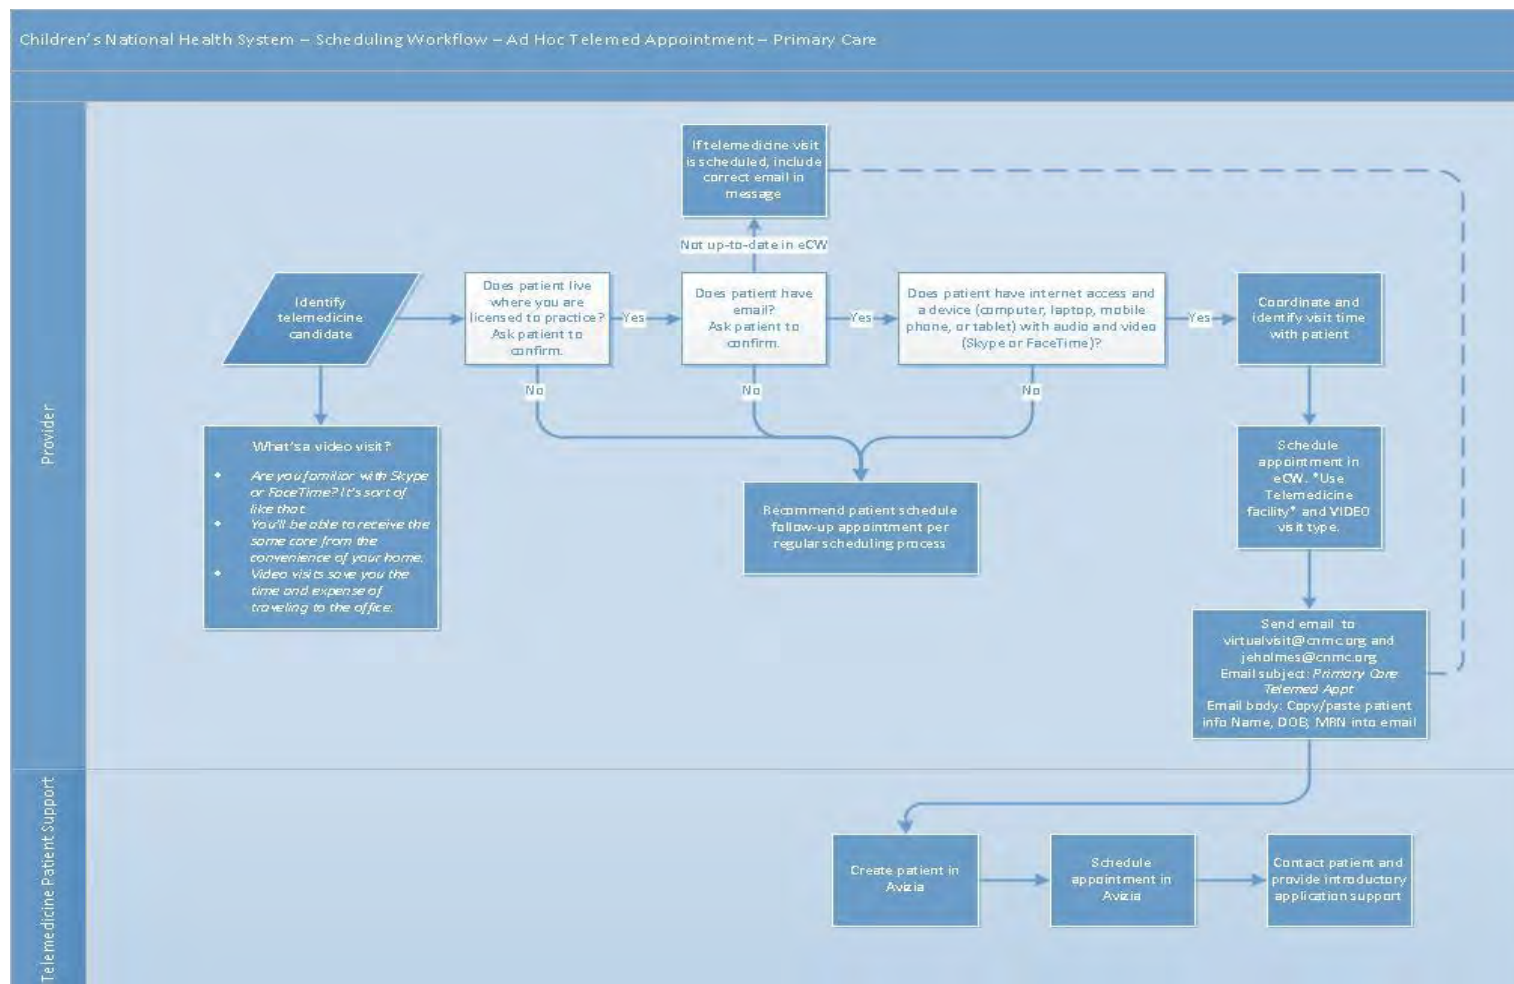 Children's National Health System – Scheduling Workflow – Ad Hoc Telemed Appointment – Primary Care
Provider
If telemedicine visit
is scheduled, include
correct email in
message
Not up-to-date in eCW
Identify
telemedicine
candidate
Does patient live
where you are
licensed to practice?
Ask patient to
confirm.
Yes
Does patient have
email?
Ask patient to
confirm.
Yes
Does patient have internet access and
a device (computer, laptop, mobile
phone, or tablet) with audio and video
(Skype or FaceTime)?
Yes
Coordinate and
identify visit time
with patient
No
No
No
What's a video visit?
Are you familiar with Skype
or FaceTime? It's sort of
like that
You'll be able to receive the
same care from the
convenience of your home.
Video visits save you the
time and expense of
traveling to the office.
Recommend patient schedule
follow-up appointment per
regular scheduling process
Schedule
appointment in
eCW. *Use
Telemedicine
facility* and VIDEO
visit type.
Send email to
virtualvisit@cnmc.org and
jeholmes@cnmc.org
Email subject: Primary Care
Telemed Appt
Email body: Copy/paste patient
info Name, DOB, MRN into email
Telemedicine Patient Support
Create patient in
Avizia
Schedule
appointment in
Avizia
Contact patient and
provide introductory
application support